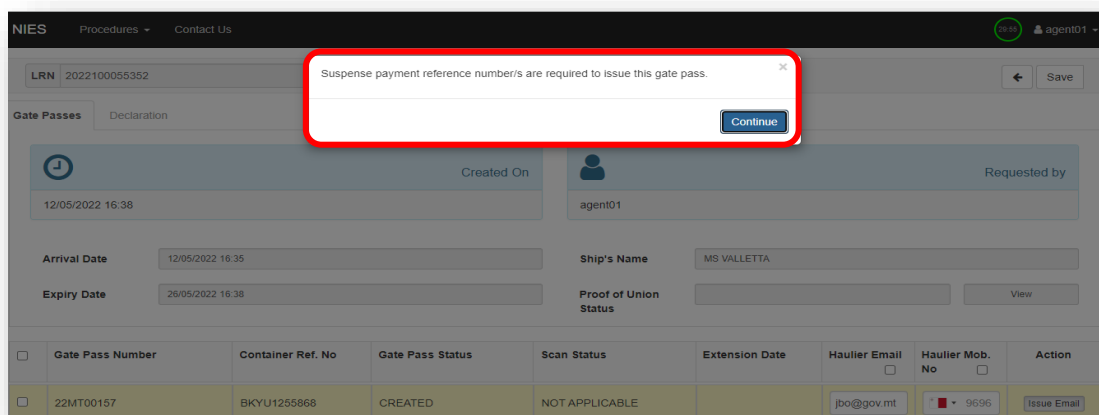 NIES Procedures Contact Us 29:55 agent01
LRN 2022100055352 Save
Suspense payment reference number/s are required to issue this gate pass. ×
Continue
Gate Passes Declaration
Created On Requested by
12/05/2022 16:38 agent01
Arrival Date 12/05/2022 16:35 Ship's Name MS VALLETTA
Expiry Date 26/05/2022 16:38 Proof of Union Status View
Gate Pass Number Container Ref. No Gate Pass Status Scan Status Extension Date Haulier Email Haulier Mob. No Action
22MT00157 BKYU1255868 CREATED NOT APPLICABLE jbo@gov.mt 9696 Issue Email